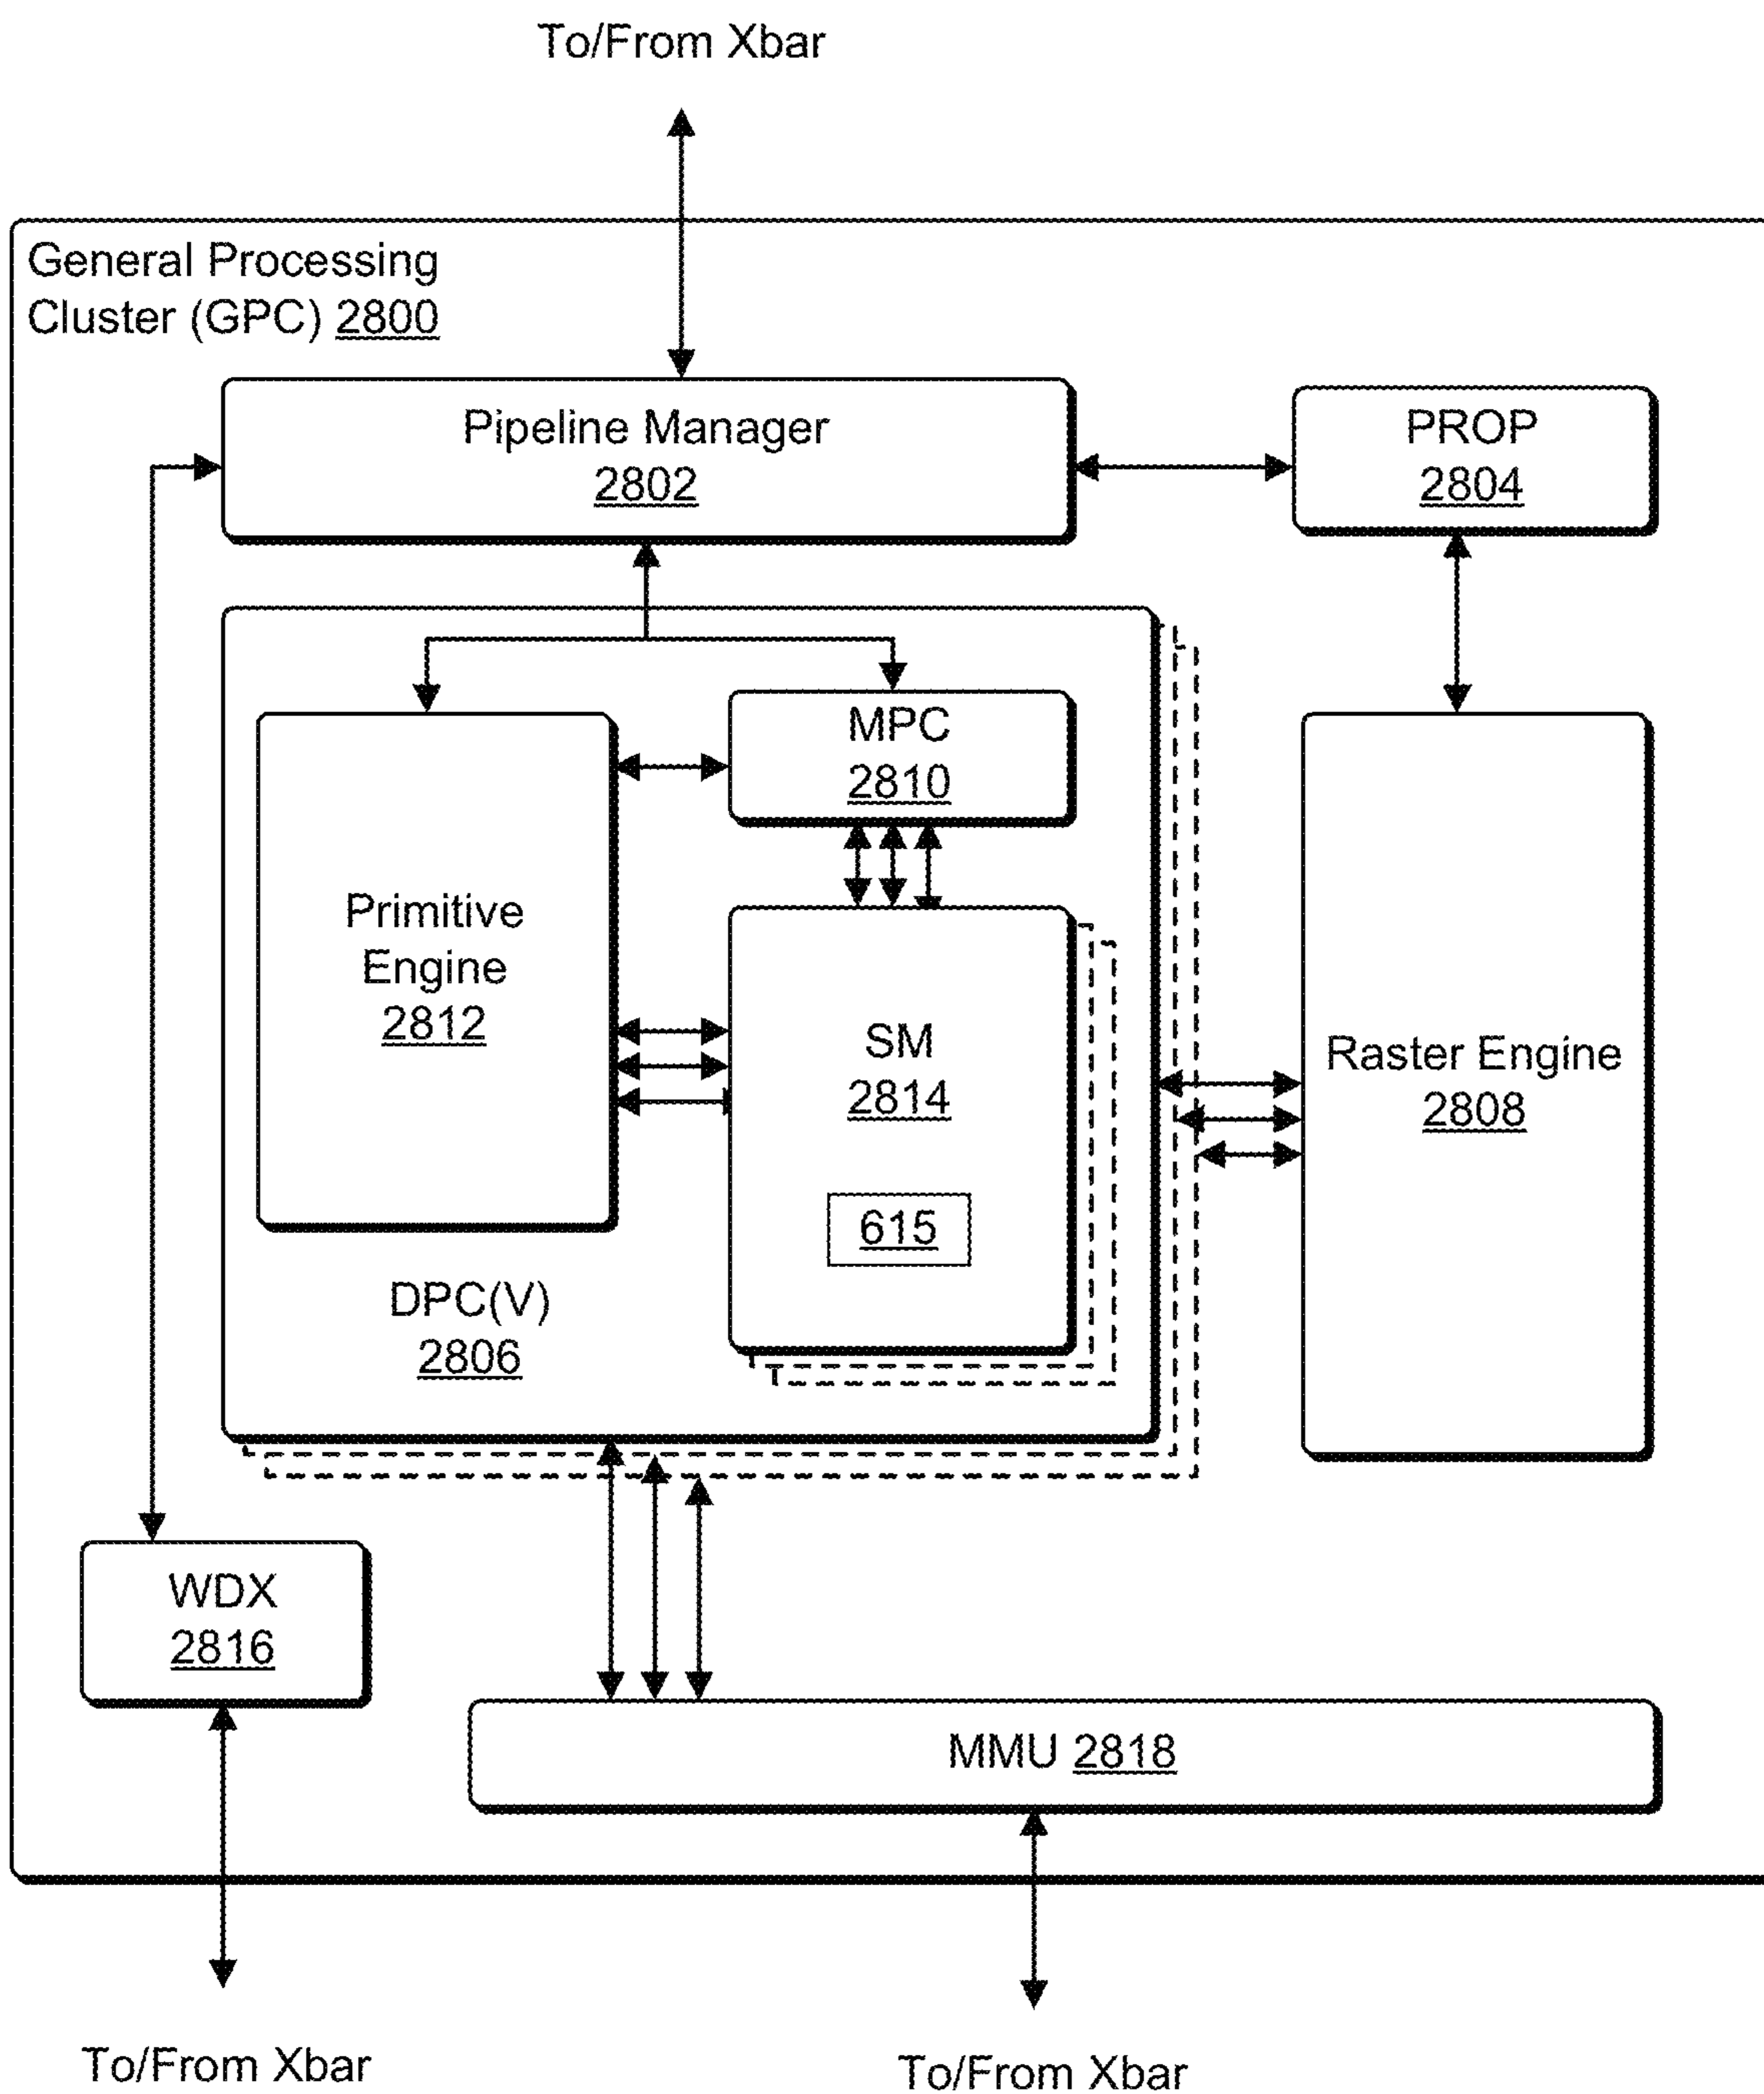 To/From Xbar
General Processing
Cluster (GPC) 2800
Pipeline Manager
2802
PROP
2804
MPC
2810
Primitive
Engine
2812
SM
2814
615
DPC(V)
2806
Raster Engine
2808
WDX
2816
MMU 2818
To/From Xbar
To/From Xbar